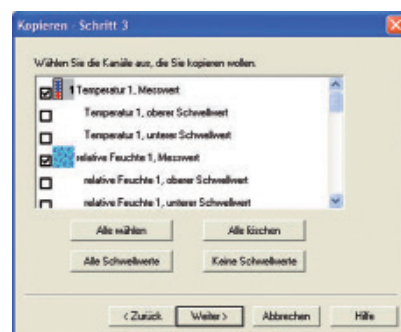 Kopieren - Schritt 3
Wählen Sie die Kanäle aus, die Sie kopieren wollen.
1 Temperatur 1, Messwert
Temperatur 1, oberer Schwellwert
Temperatur 1, unterer Schwellwert
relative Feuchte 1, Messwert
relative Feuchte 1, oberer Schwellwert
relative Feuchte 1, unterer Schwellwert
Alle wählen Alle löschen
Alle Schwellwerte Keine Schwellwerte
< Zurück Weiter > Abbrechen Hilfe